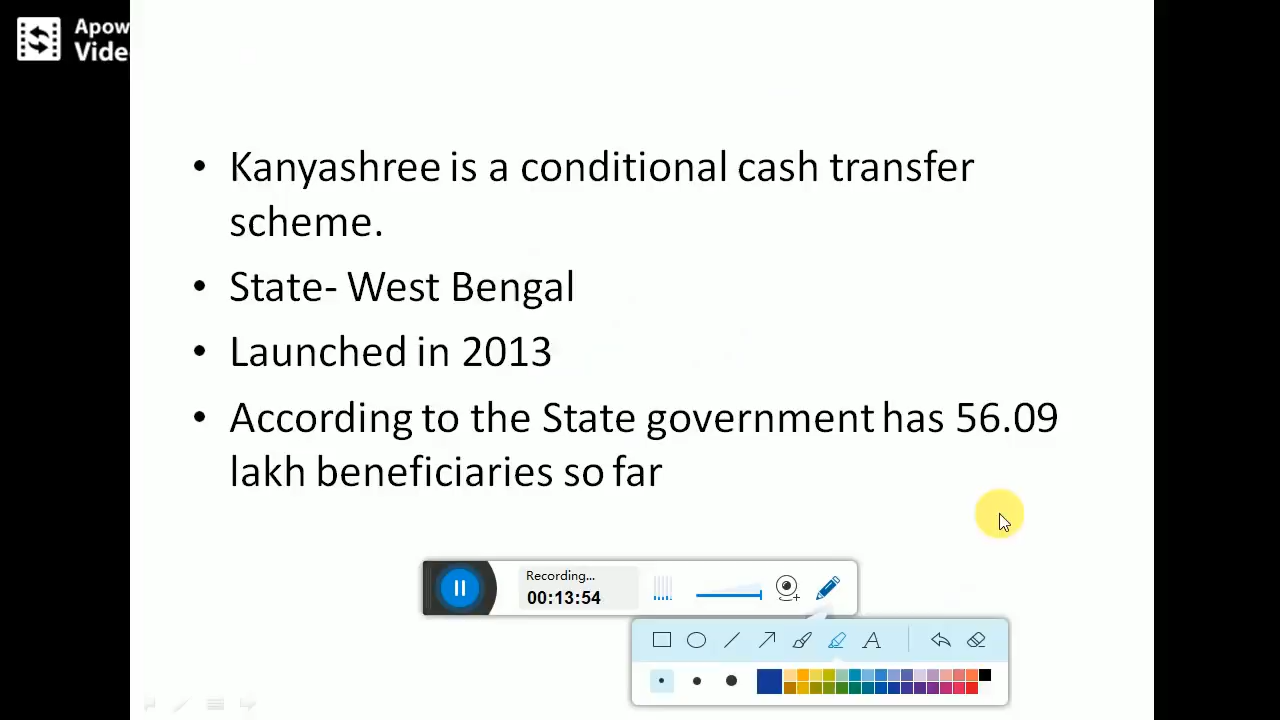 Apow
Vide
• Kanyashree is a conditional cash transfer
scheme.
• State- West Bengal
• Launched in 2013
• According to the State government has 56.09
lakh beneficiaries so far
Recording...
00:13:54
A